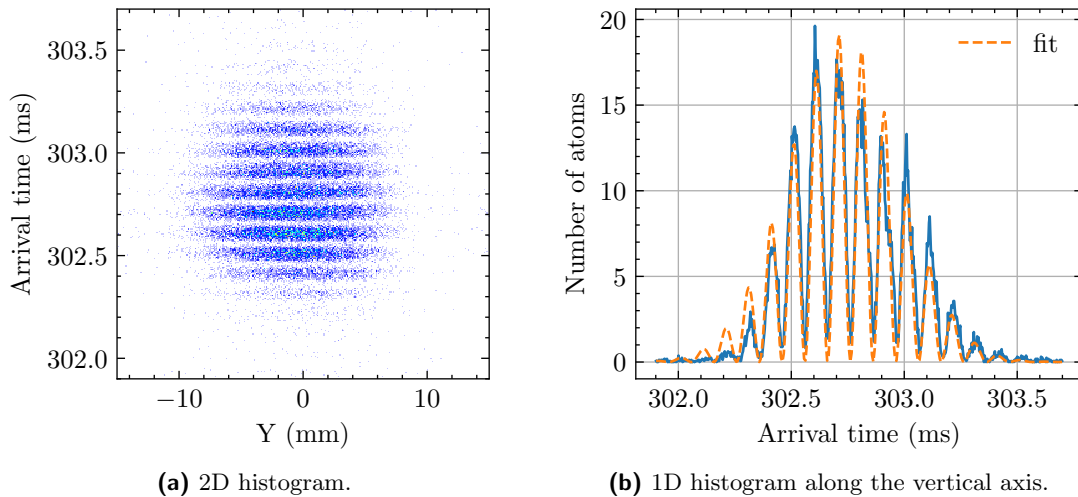 303.5
303.0
302.5
302.0
Arrival time (ms)
−10 0 10
Y (mm)
(a) 2D histogram.
20
15
10
5
0
Number of atoms
fit
302.0 302.5 303.0 303.5
Arrival time (ms)
(b) 1D histogram along the vertical axis.